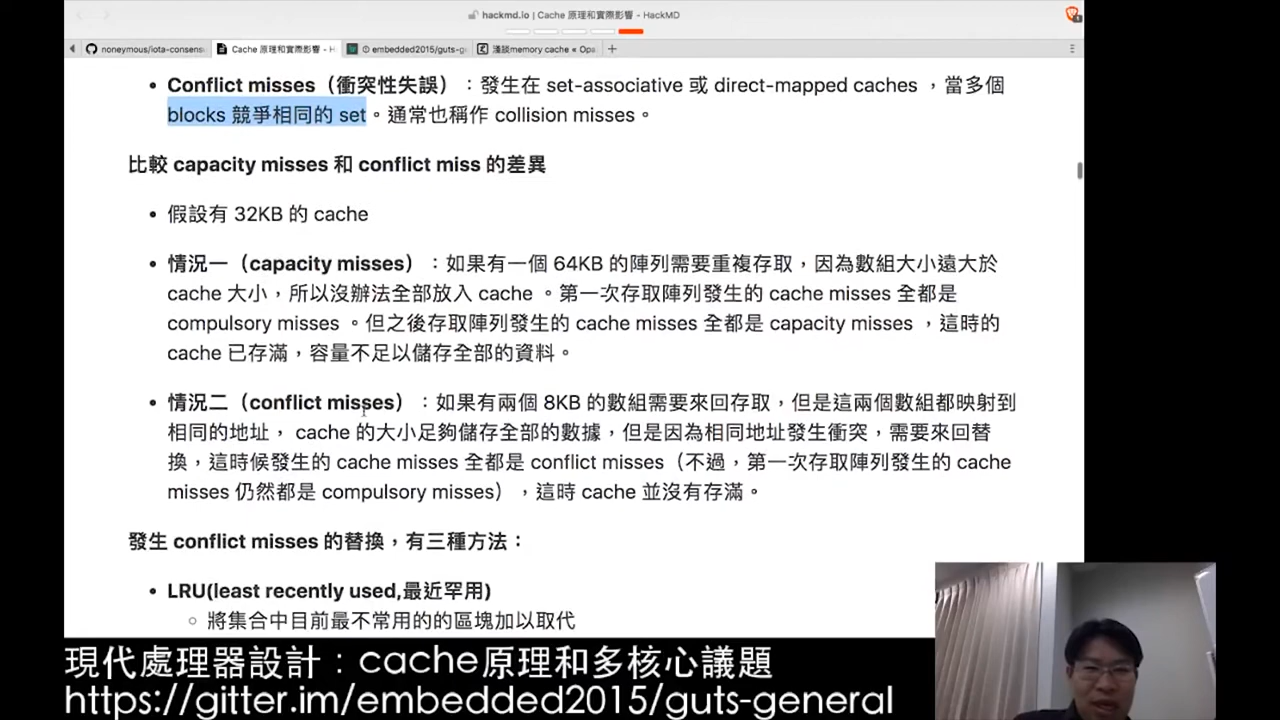 hackmd.io | Cache 原理和實際影響 - HackMD
noneymous/iota-consens
Cache 原理和實際影響 - H
embedded2015/guts-g
淺談memory cache « Opa
• Conflict misses（衝突性失誤）：發生在 set-associative 或 direct-mapped caches ，當多個
blocks 競爭相同的 set。通常也稱作 collision misses。
比較 capacity misses 和 conflict miss 的差異
• 假設有 32KB 的 cache
• 情況一（capacity misses）：如果有一個 64KB 的陣列需要重複存取，因為數組大小遠大於
cache 大小，所以沒辦法全部放入 cache 。第一次存取陣列發生的 cache misses 全都是
compulsory misses 。但之後存取陣列發生的 cache misses 全都是 capacity misses ，這時的
cache 已存滿，容量不足以儲存全部的資料。
• 情況二（conflict misses）：如果有兩個 8KB 的數組需要來回存取，但是這兩個數組都映射到
相同的地址， cache 的大小足夠儲存全部的數據，但是因為相同地址發生衝突，需要來回替
換，這時候發生的 cache misses 全都是 conflict misses（不過，第一次存取陣列發生的 cache
misses 仍然都是 compulsory misses），這時 cache 並沒有存滿。
發生 conflict misses 的替換，有三種方法：
• LRU(least recently used,最近罕用)
○ 將集合中目前最不常用的的區塊加以取代
現代處理器設計：cache原理和多核心議題
https://gitter.im/embedded2015/guts-general